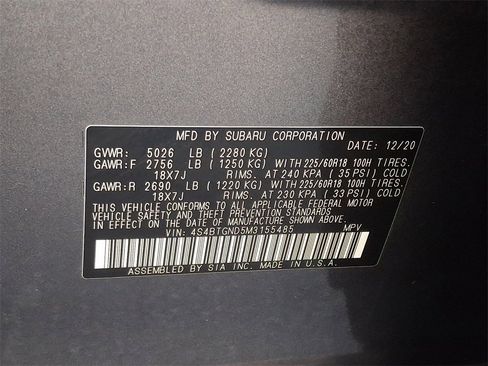 MFD BY SUBARU CORPORATION DATE: 12/20
GVWR: 5026 LB (2280 KG)
GAWR:F 2756 LB (1250 KG) WITH 225/60R18 100H TIRES.
18X7J RIMS. AT 240 KPA (35 PSI) COLD
GAWR:R 2690 LB (1220 KG) WITH 225/60R18 100H TIRES.
18X7J RIMS. AT 230 KPA (33 PSI) COLD
THIS VEHICLE CONFORMS TO ALL APPLICABLE FEDERAL MOTOR
VEHICLE SAFETY AND THEFT PREVENTION STANDARDS
IN EFFECT ON THE DATE OF MANUFACTURE SHOWN ABOVE.
VIN: 4S4BTGND5M3155485 MPV
ASSEMBLED BY SIA INC. MADE IN U.S.A.